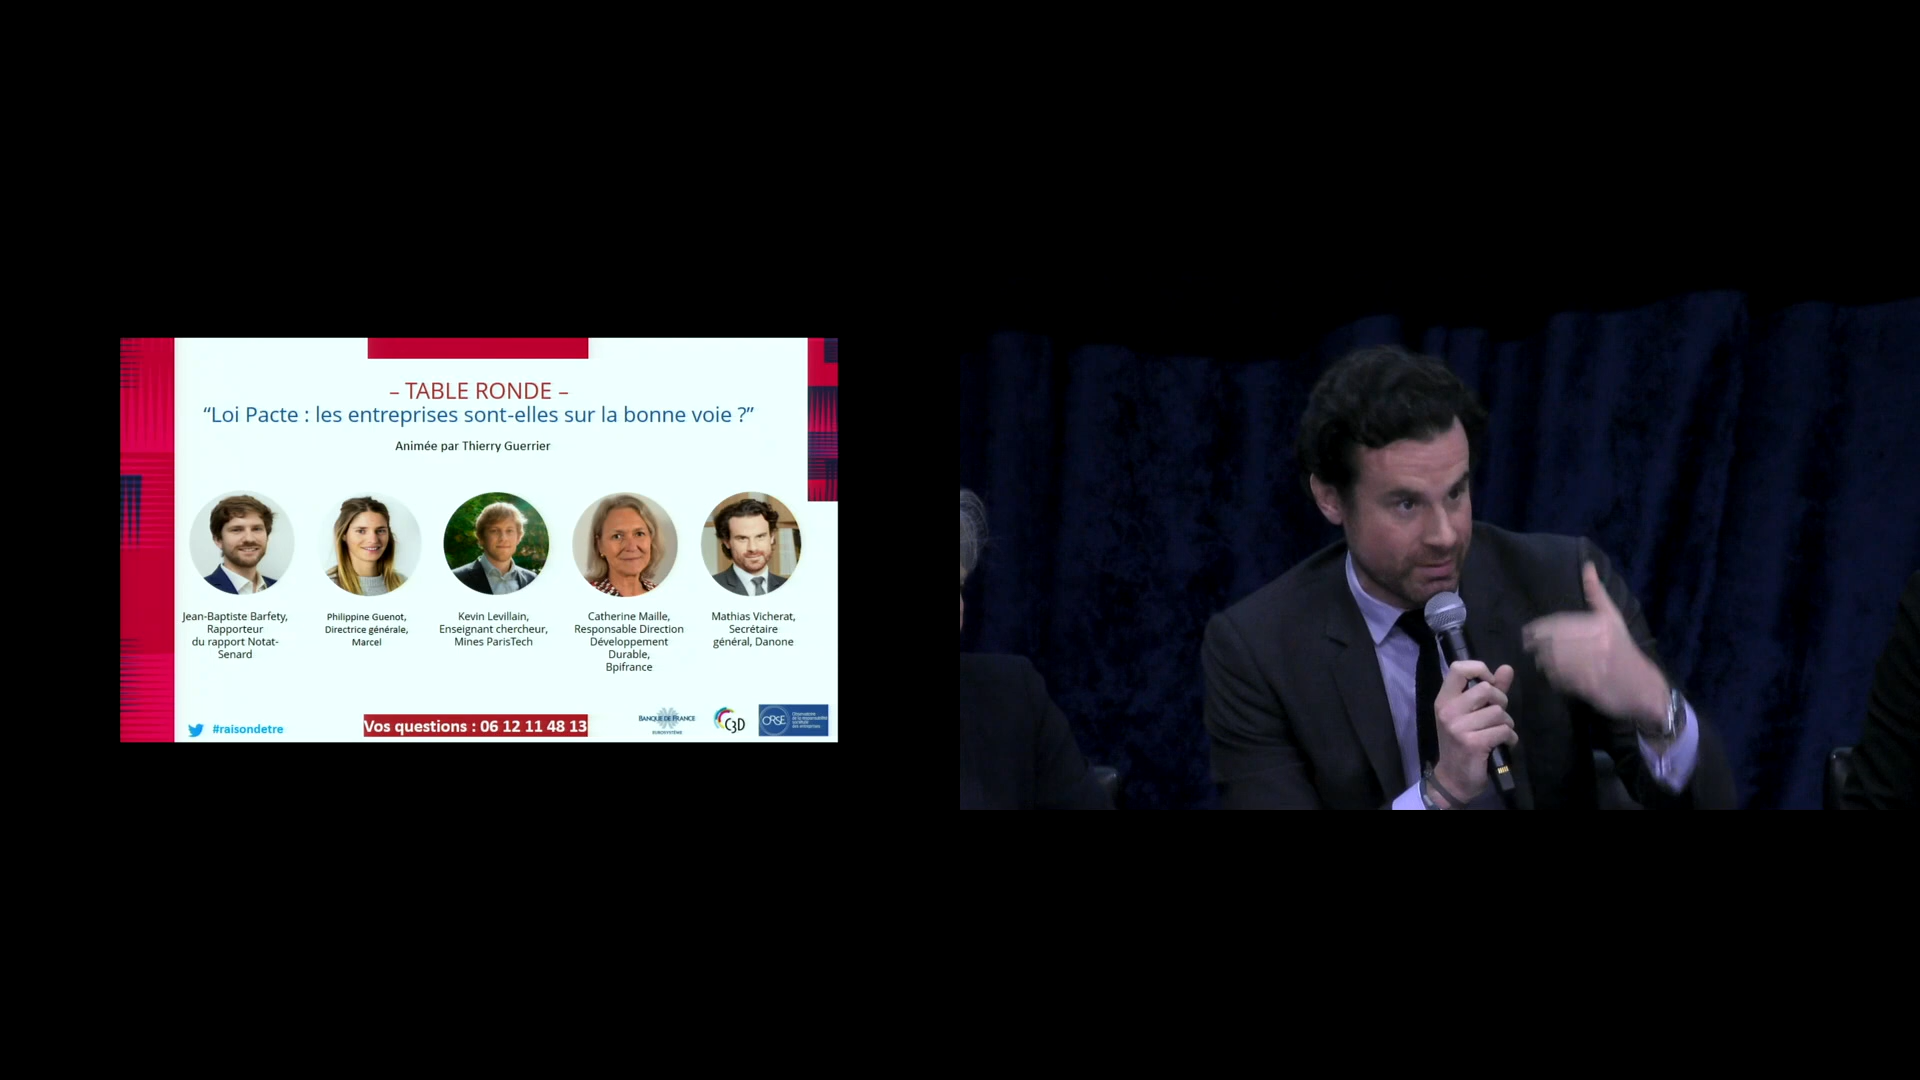 – TABLE RONDE –
“Loi Pacte : les entreprises sont-elles sur la bonne voie ?”
Animée par Thierry Guerrier
Jean-Baptiste Barfety,
Rapporteur
du rapport Notat-
Senard
Philippine Guenot,
Directrice générale,
Marcel
Kevin Levillain,
Enseignant chercheur,
Mines ParisTech
Catherine Maille,
Responsable Direction
Développement
Durable,
Bpifrance
Mathias Vicherat,
Secrétaire
général, Danone
#raisondetre
Vos questions : 06 12 11 48 13
BANQUE DE FRANCE
EUROSYSTÈME
C3D
ORSE